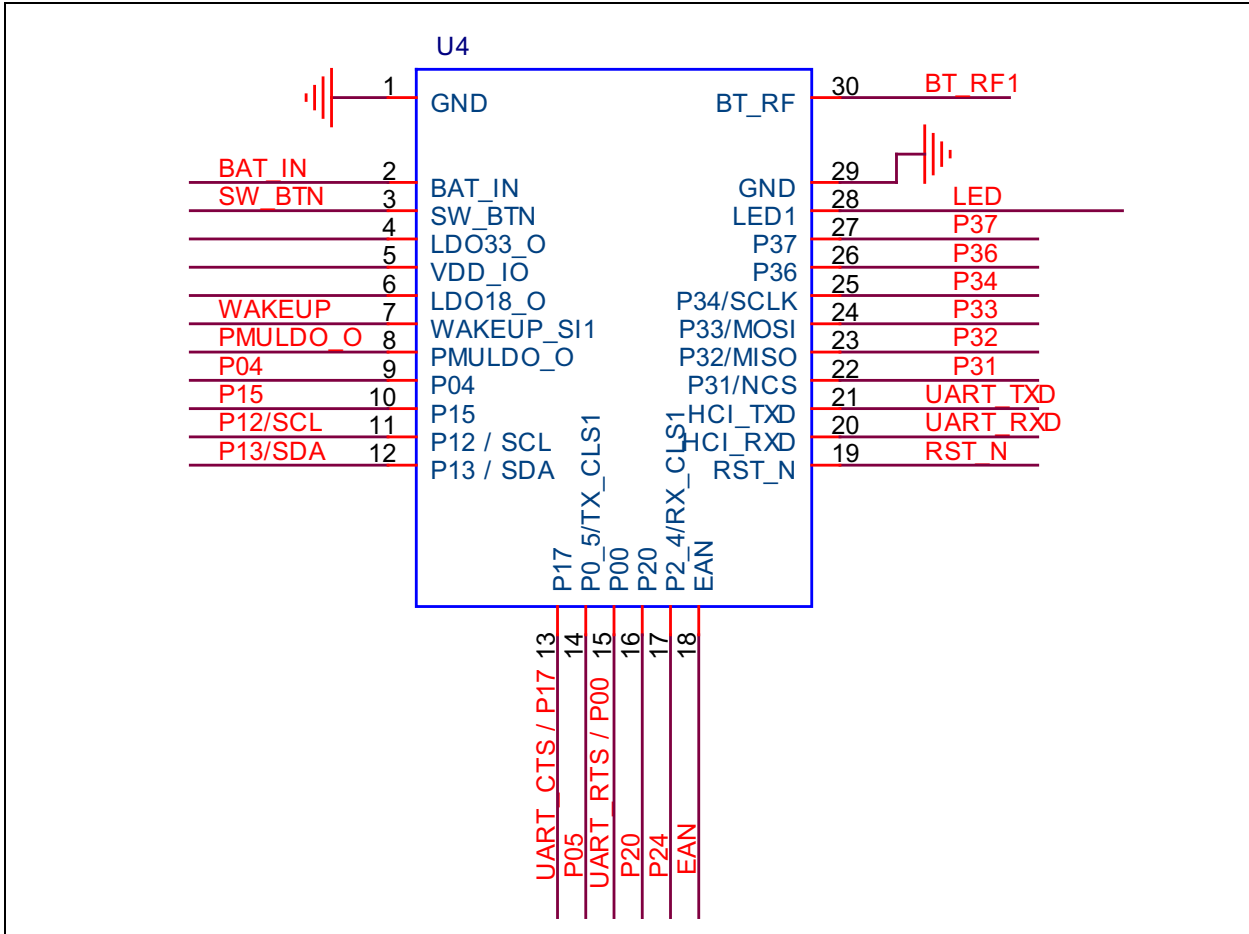 U4
1
GND
BAT_IN
2
BAT_IN
SW_BTN
3
SW_BTN
4
LDO33_O
5
VDD_IO
6
LDO18_O
WAKEUP
7
WAKEUP_SI1
PMULDO_O
8
PMULDO_O
P04
9
P04
P15
10
P15
P12/SCL
11
P12 / SCL
P13/SDA
12
P13 / SDA
BT_RF
30
BT_RF1
GND
29
LED1
28
LED
P37
27
P37
P36
26
P36
P34/SCLK
25
P34
P33/MOSI
24
P33
P32/MISO
23
P32
P31/NCS
22
P31
HCI_TXD
21
UART_TXD
HCI_RXD
20
UART_RXD
RST_N
19
RST_N
P17
13
UART_CTS / P17
P0_5/TX_CLS1
14
P05
P00
15
UART_RTS / P00
P20
16
P20
P2_4/RX_CLS1
17
P24
EAN
18
EAN